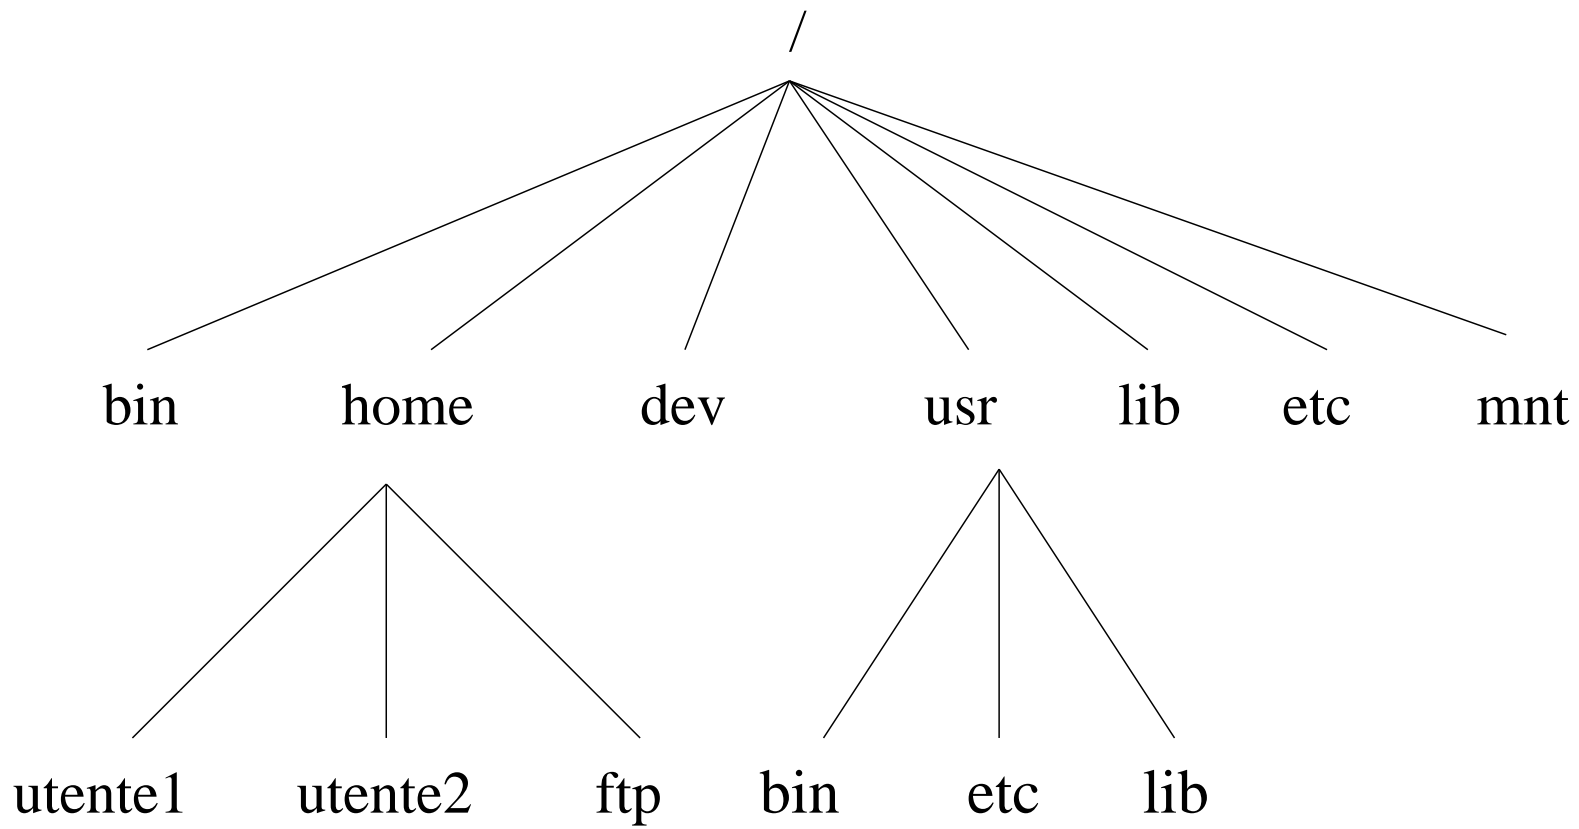 /
bin home dev usr lib etc mnt
utente1 utente2 ftp bin etc lib